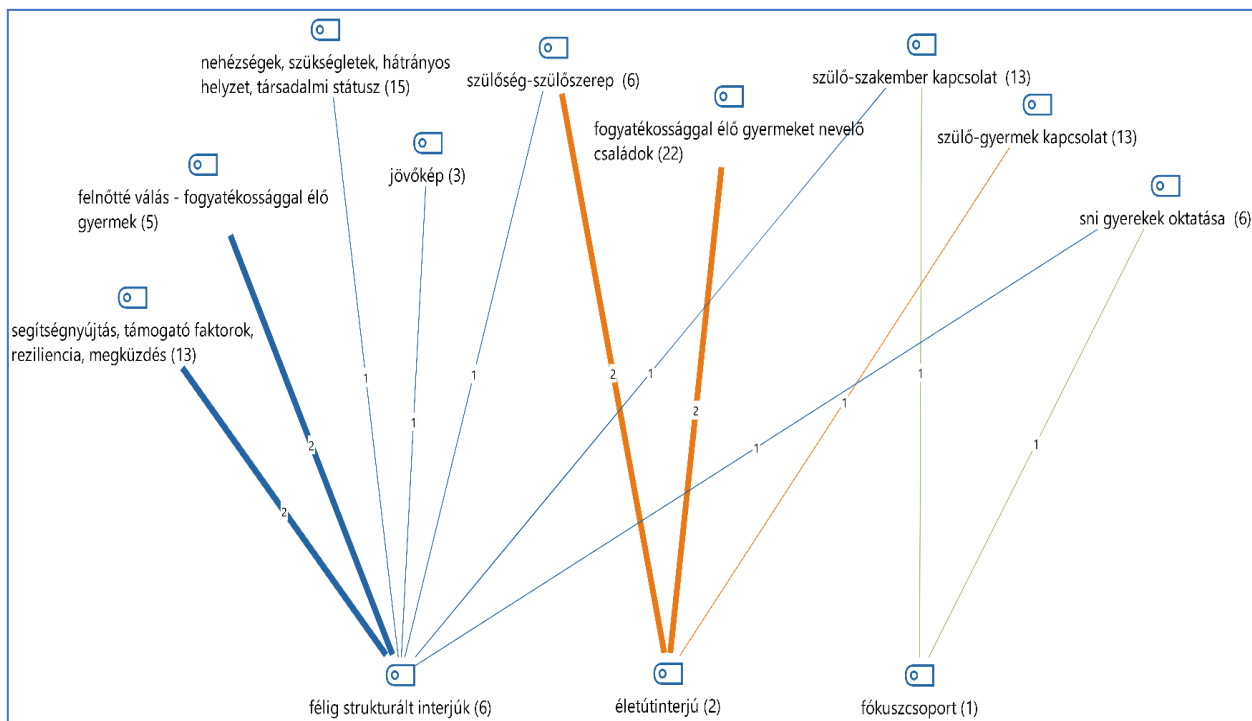 nehézségek, szükségletek, hátrányos
helyzet, társadalmi státusz (15)
szülőség-szülőszerep (6)
szülő-szakember kapcsolat (13)
fogyatékossággal élő gyermeket nevelő
családok (22)
szülő-gyermek kapcsolat (13)
jövőkép (3)
felnőtté válás - fogyatékossággal élő
gyermek (5)
sni gyerekek oktatása (6)
segítségnyújtás, támogató faktorok,
reziliencia, megküzdés (13)
1
1
2
1
1
1
1
2
1
2
1
1
2
félig strukturált interjúk (6)
életútinterjú (2)
fókuszcsoport (1)